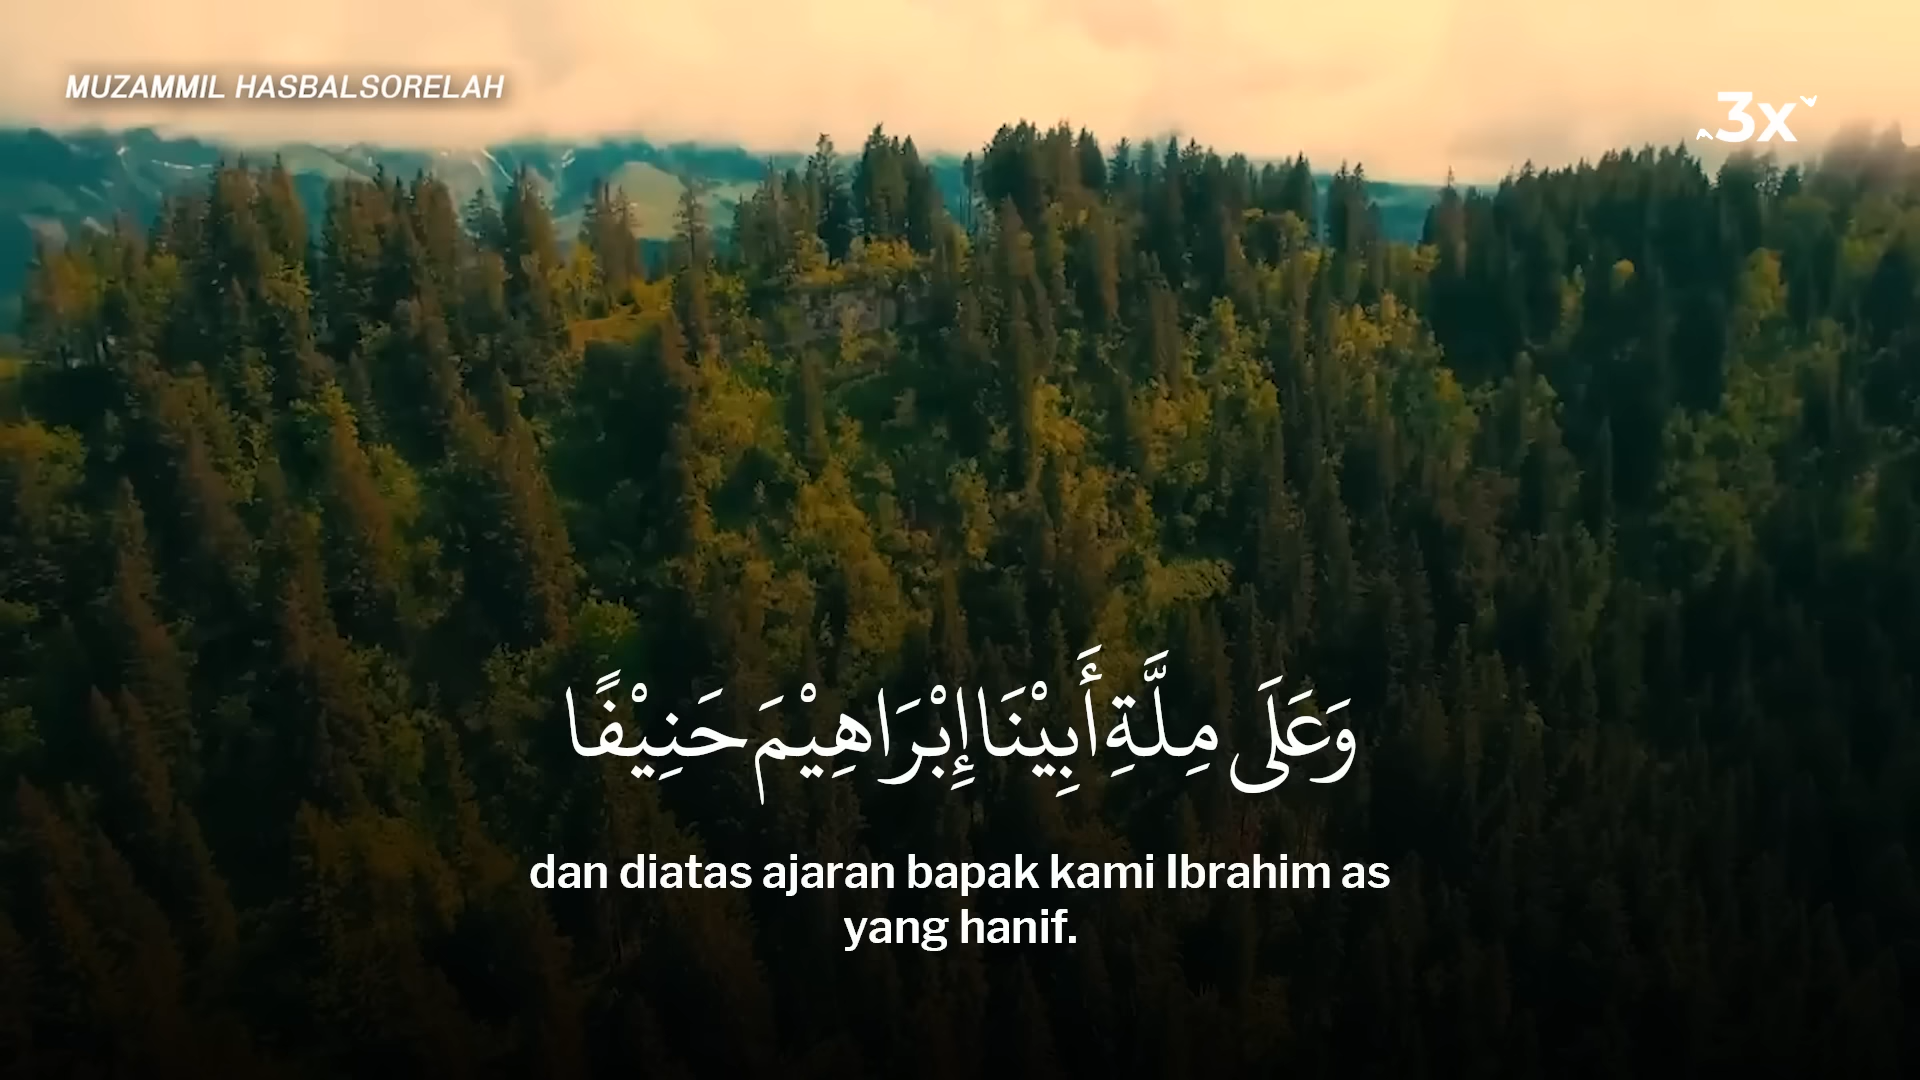 MUZAMMIL HASBALSORELAH
3x
وَعَلَى مِلَّةِ أَبِيْنَا إِبْرَاهِيْمَ حَنِيْفًا
dan diatas ajaran bapak kami Ibrahim as
yang hanif.